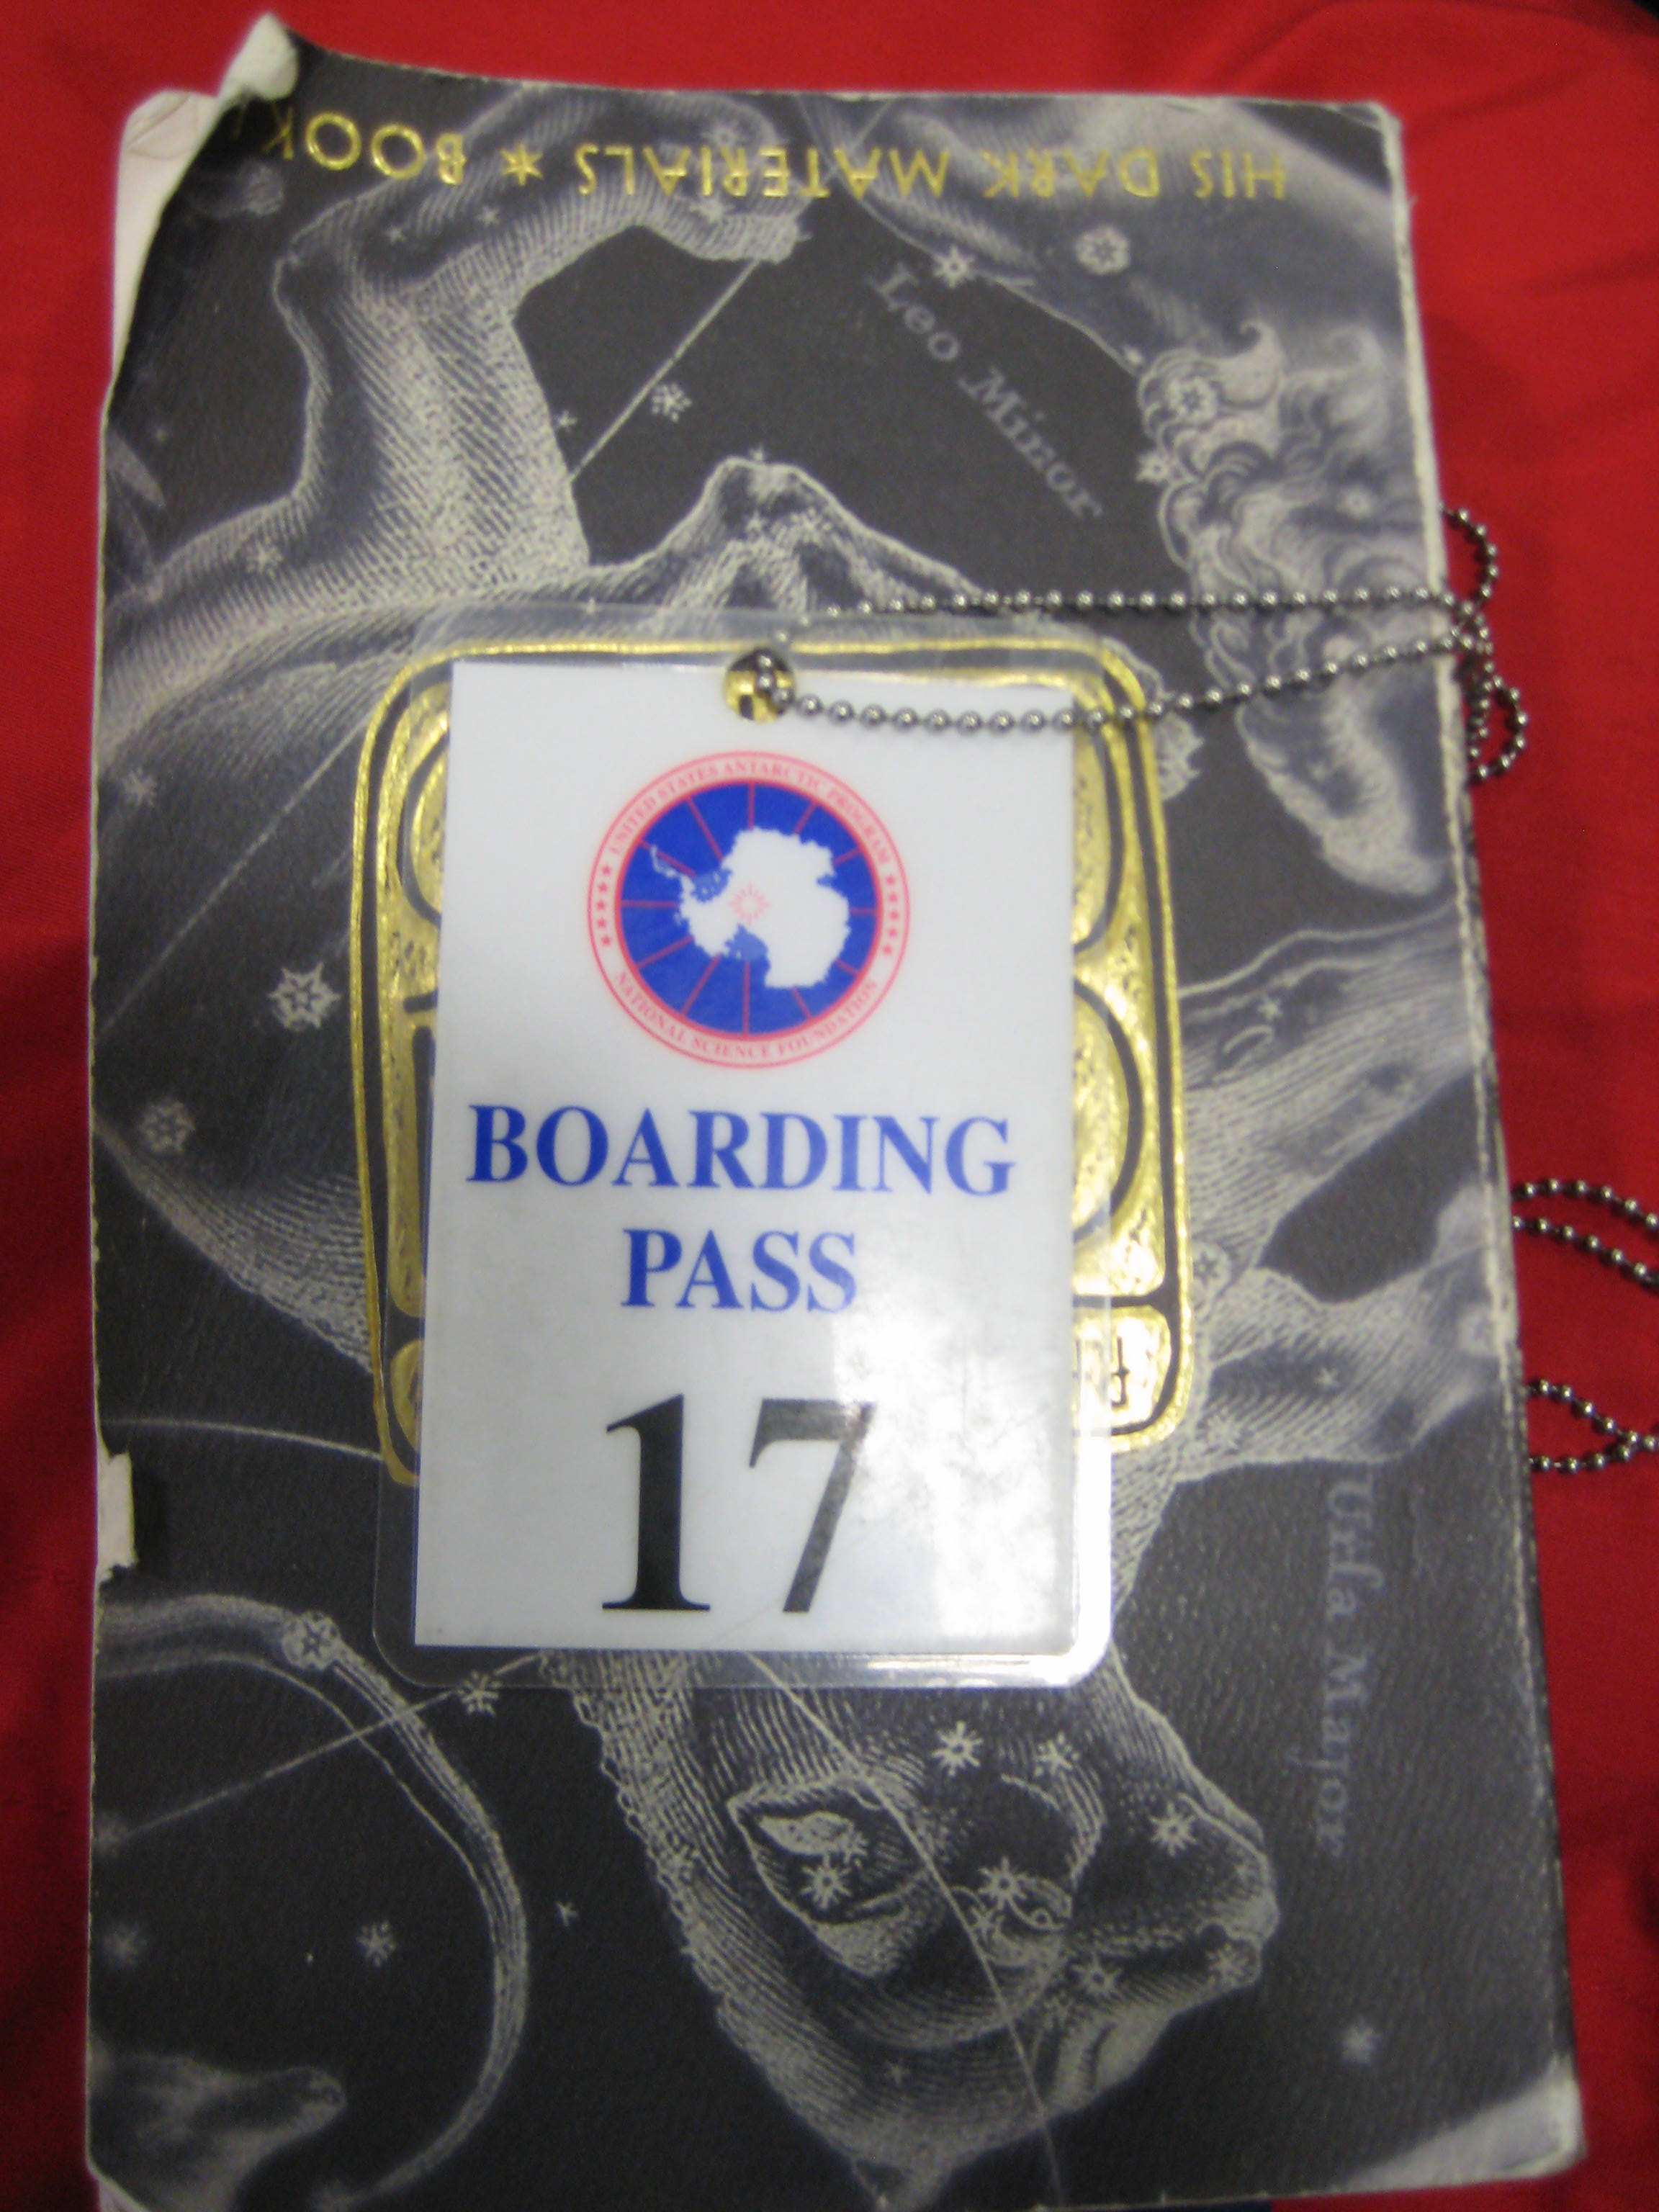 HIS DARK MATERIALS * BOOK
Leo Minor
UNITED STATES ANTARCTIC PROGRAM
NATIONAL SCIENCE FOUNDATION
BOARDING
PASS
17
Ursa Major